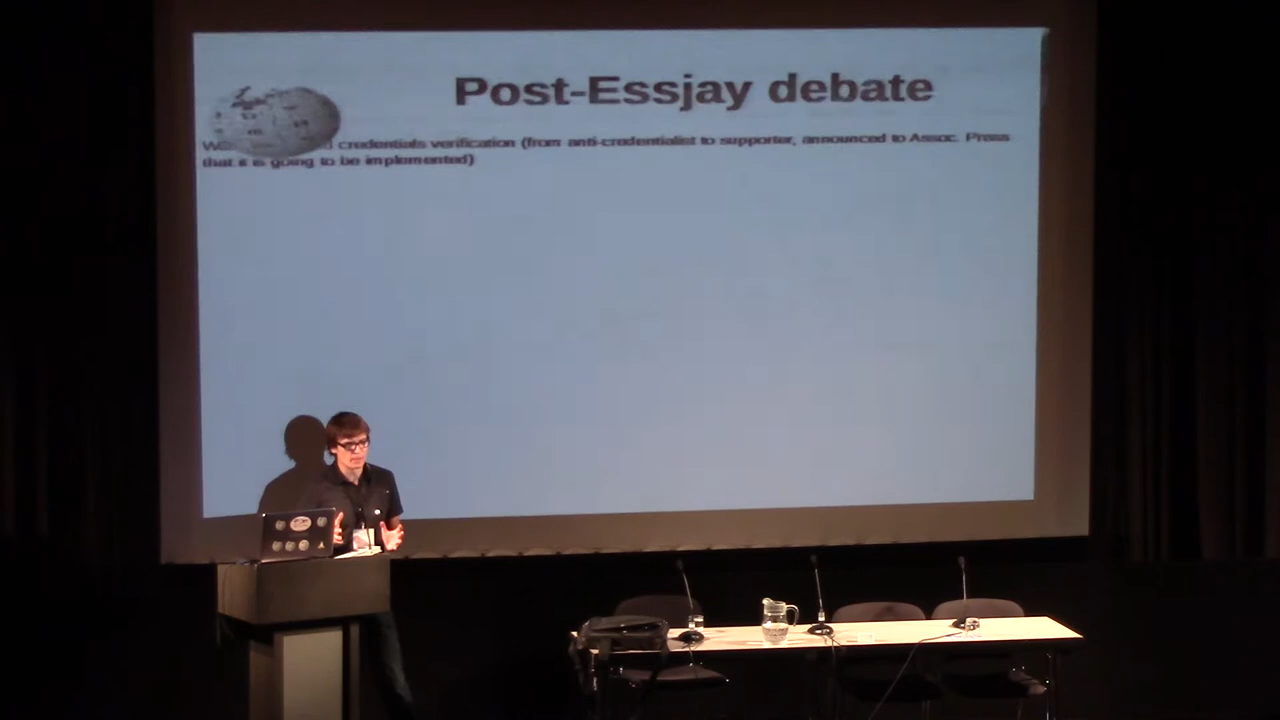 Post-Essjay debate
credentials verification (from anti-credentialist to supporter, announced to Assoc. Press
that it is going to be implemented)